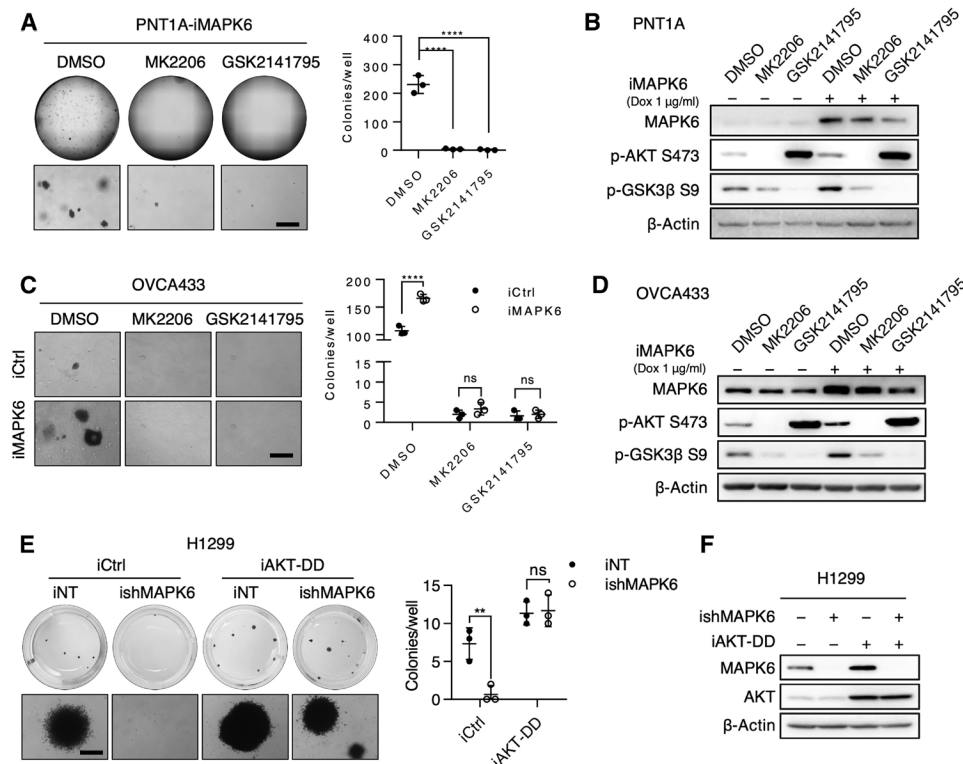 A
PNT1A-iMAPK6
DMSO MK2206 GSK2141795
Colonies/well
400
300
200
100
0
****
****
DMSO
MK2206
GSK2141795
B
PNT1A
DMSO MK2206 GSK2141795 DMSO MK2206 GSK2141795
iMAPK6 – – – + + +
(Dox 1 µg/ml)
MAPK6
p-AKT S473
p-GSK3β S9
β-Actin
C
OVCA433
DMSO MK2206 GSK2141795
iCtrl
iMAPK6
Colonies/well
200
150
100
15
10
5
0
****
ns
ns
iCtrl
iMAPK6
DMSO
MK2206
GSK2141795
D
OVCA433
DMSO MK2206 GSK2141795 DMSO MK2206 GSK2141795
iMAPK6
(Dox 1 µg/ml) – – – + + +
MAPK6
p-AKT S473
p-GSK3β S9
β-Actin
E
H1299
iCtrl iAKT-DD
iNT ishMAPK6 iNT ishMAPK6
Colonies/well
15
10
5
0
**
ns
iNT
ishMAPK6
iCtrl
iAKT-DD
F
H1299
ishMAPK6 – + – +
iAKT-DD – – + +
MAPK6
AKT
β-Actin